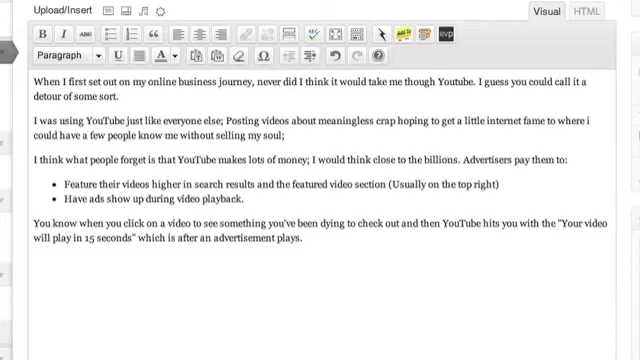 Upload/Insert
Visual
HTML
B I ABC
ABC
Add To
evp
Paragraph
U
A
Ω
When I first set out on my online business journey, never did I think it would take me though Youtube. I guess you could call it a
detour of some sort.
I was using YouTube just like everyone else; Posting videos about meaningless crap hoping to get a little internet fame to where i
could have a few people know me without selling my soul;
I think what people forget is that YouTube makes lots of money; I would think close to the billions. Advertisers pay them to:
• Feature their videos higher in search results and the featured video section (Usually on the top right)
• Have ads show up during video playback.
You know when you click on a video to see something you've been dying to check out and then YouTube hits you with the "Your video
will play in 15 seconds" which is after an advertisement plays.